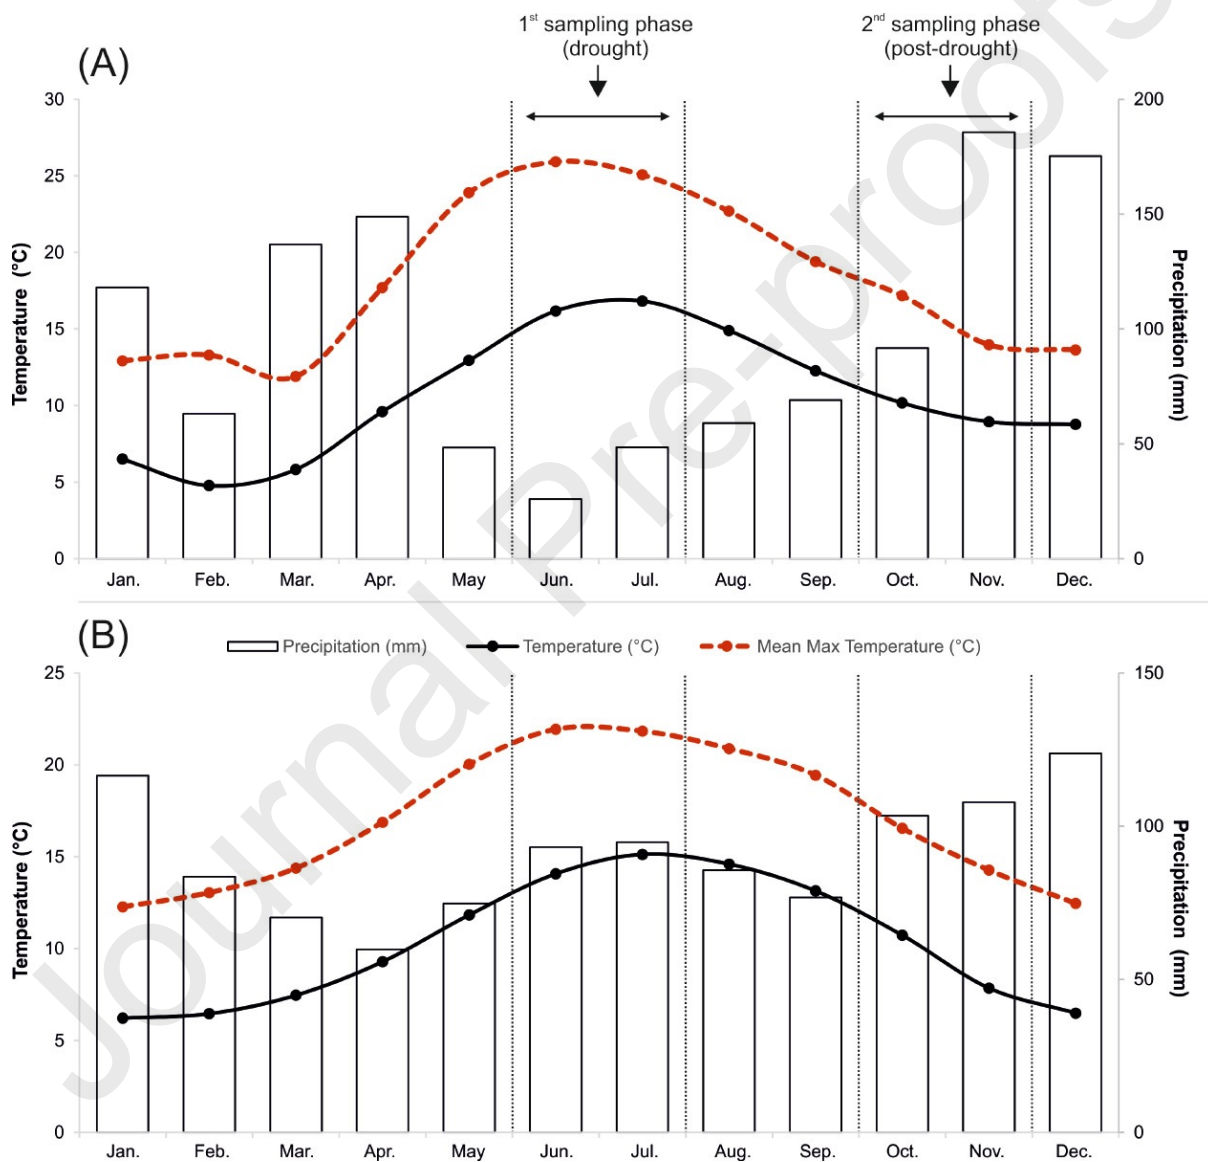 1st sampling phase
(drought)
2nd sampling phase
(post-drought)
(A)
Temperature (°C)
30
25
20
15
10
5
0
200
150
100
50
0
Precipitation (mm)
Jan. Feb. Mar. Apr. May Jun. Jul. Aug. Sep. Oct. Nov. Dec.
(B)
Precipitation (mm) Temperature (°C) Mean Max Temperature (°C)
Temperature (°C)
25
20
15
10
5
0
150
100
50
0
Precipitation (mm)
Jan. Feb. Mar. Apr. May Jun. Jul. Aug. Sep. Oct. Nov. Dec.
Journal Pre-proofs